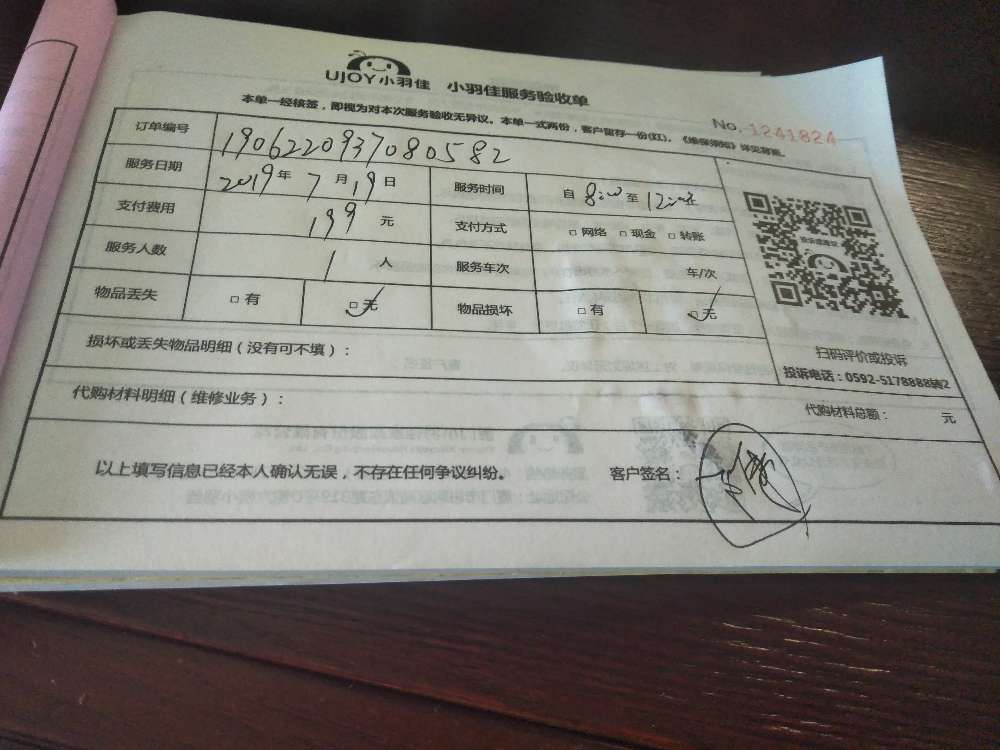 UJOY小羽佳 小羽佳服务验收单
No. 1241824
本单一经核签，即视为对本次服务验收无异议。本单一式两份，客户留存一份(红)。《维保须知》详见背面。
订单编号 190622093708058​2
服务日期 2019年 7月 19日 服务时间 自 8:00 至 12:00
支付费用 199 元 支付方式 □ 网络 □ 现金 □ 转账
服务人数 1 人 服务车次 车/次
物品丢失 □ 有 □ 无 物品损坏 □ 有 □ 无
损坏或丢失物品明细（没有可不填）：
扫码评价或投诉
投诉电话：0592-5178888转2
代购材料明细（维修业务）： 代购材料总额： 元
以上填写信息已经本人确认无误，不存在任何争议纠纷。 客户签名：